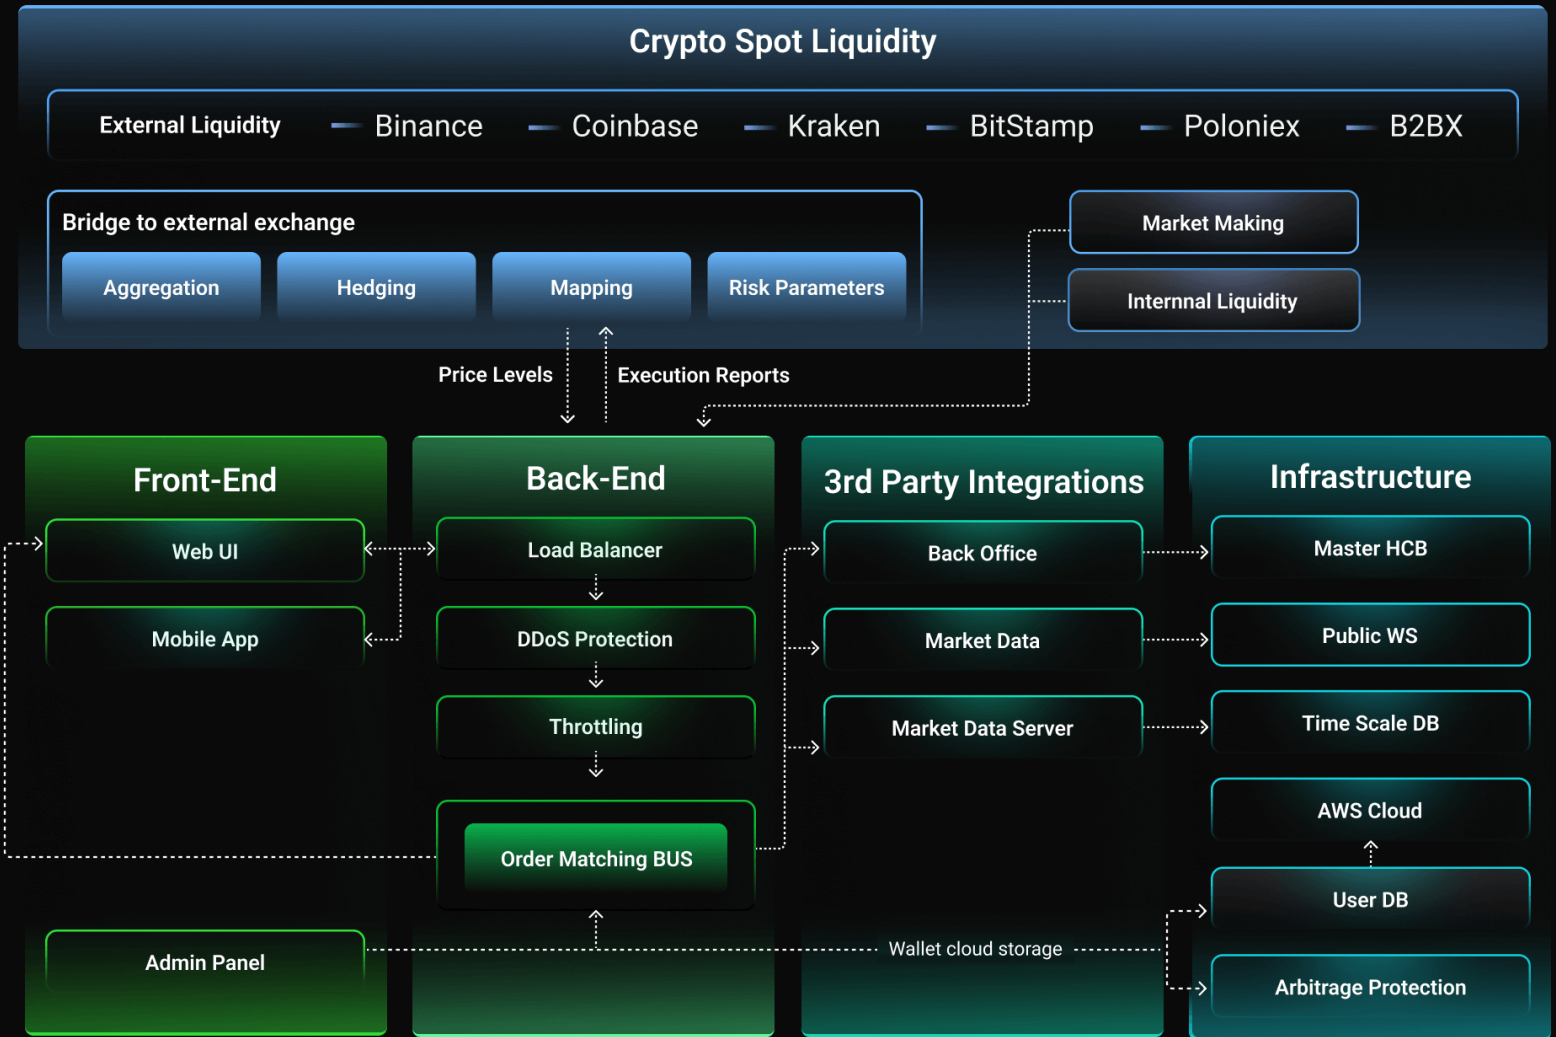 Crypto Spot Liquidity
External Liquidity Binance Coinbase Kraken BitStamp Poloniex B2BX
Bridge to external exchange
Aggregation Hedging Mapping Risk Parameters
Market Making
Internnal Liquidity
Price Levels Execution Reports
Front-End
Web UI
Mobile App
Admin Panel
Back-End
Load Balancer
DDoS Protection
Throttling
Order Matching BUS
3rd Party Integrations
Back Office
Market Data
Market Data Server
Wallet cloud storage
Infrastructure
Master HCB
Public WS
Time Scale DB
AWS Cloud
User DB
Arbitrage Protection